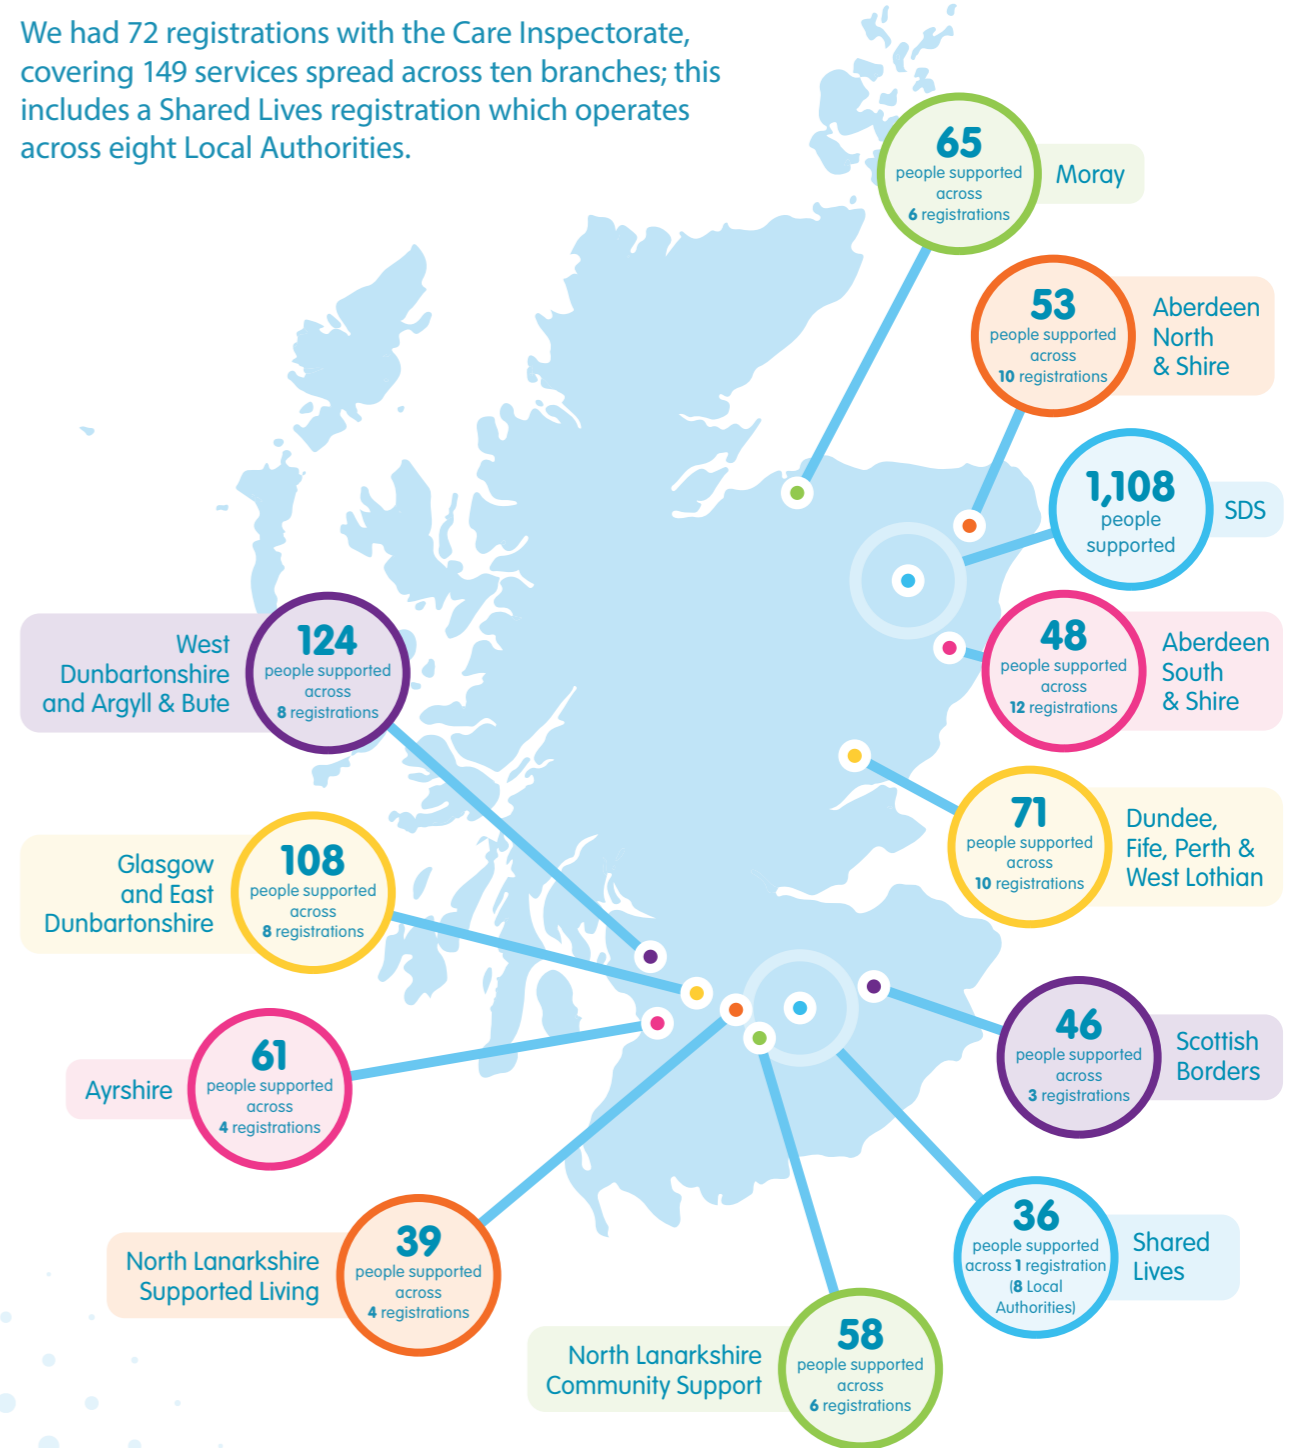 We had 72 registrations with the Care Inspectorate,
covering 149 services spread across ten branches; this
includes a Shared Lives registration which operates
across eight Local Authorities.
65
people supported
across
6 registrations
Moray
53
people supported
across
10 registrations
Aberdeen
North
& Shire
1,108
people
supported
SDS
48
people supported
across
12 registrations
Aberdeen
South
& Shire
West
Dunbartonshire
and Argyll & Bute
124
people supported
across
8 registrations
71
people supported
across
10 registrations
Dundee,
Fife, Perth &
West Lothian
Glasgow
and East
Dunbartonshire
108
people supported
across
8 registrations
46
people supported
across
3 registrations
Scottish
Borders
Ayrshire
61
people supported
across
4 registrations
36
people supported
across 1 registration
(8 Local
Authorities)
Shared
Lives
North Lanarkshire
Supported Living
39
people supported
across
4 registrations
North Lanarkshire
Community Support
58
people supported
across
6 registrations